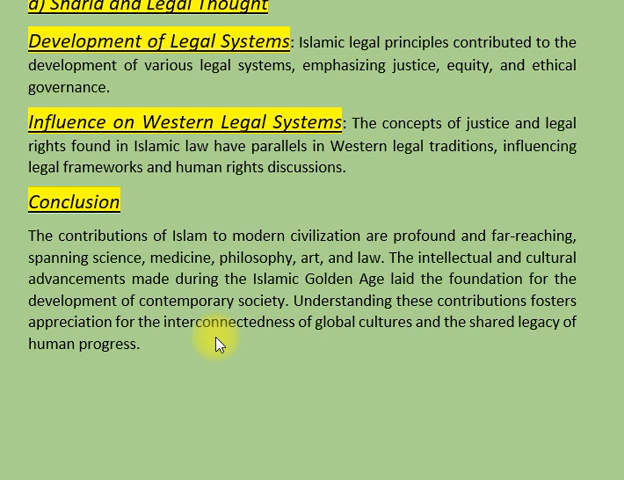 a) Sharia and Legal Thought
Development of Legal Systems: Islamic legal principles contributed to the
development of various legal systems, emphasizing justice, equity, and ethical
governance.
Influence on Western Legal Systems: The concepts of justice and legal
rights found in Islamic law have parallels in Western legal traditions, influencing
legal frameworks and human rights discussions.
Conclusion
The contributions of Islam to modern civilization are profound and far-reaching,
spanning science, medicine, philosophy, art, and law. The intellectual and cultural
advancements made during the Islamic Golden Age laid the foundation for the
development of contemporary society. Understanding these contributions fosters
appreciation for the interconnectedness of global cultures and the shared legacy of
human progress.